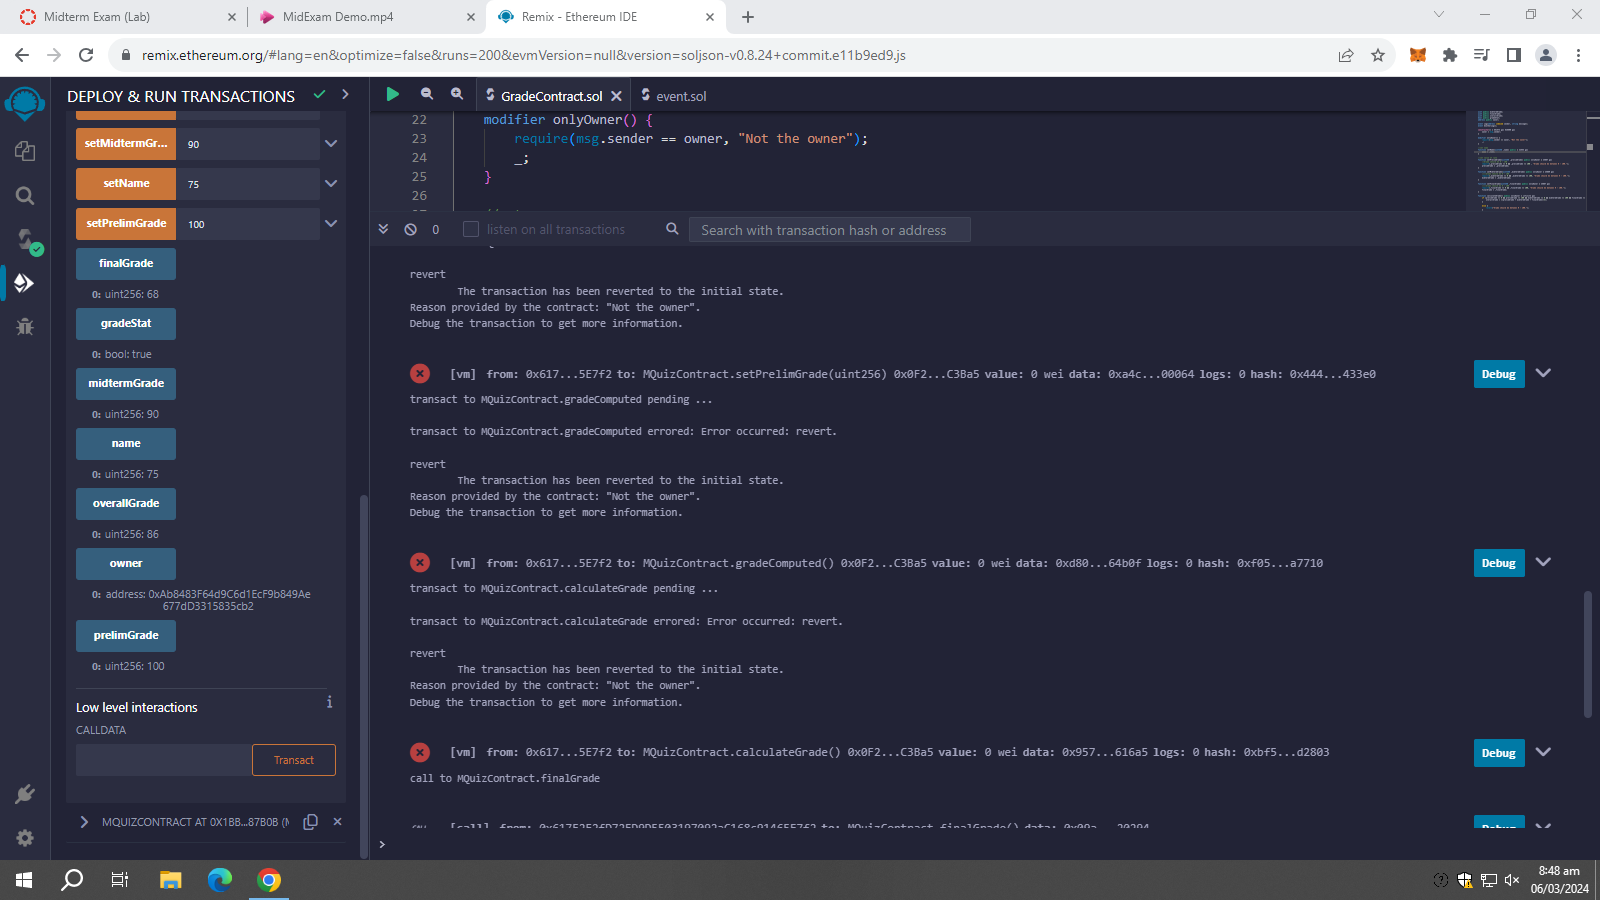 Midterm Exam (Lab)
MidExam Demo.mp4
Remix - Ethereum IDE
remix.ethereum.org/#lang=en&optimize=false&runs=200&evmVersion=null&version=soljson-v0.8.24+commit.e11b9ed9.js
DEPLOY & RUN TRANSACTIONS
setMidtermGr... 90
setName 75
setPrelimGrade 100
finalGrade
0: uint256: 68
gradeStat
0: bool: true
midtermGrade
0: uint256: 90
name
0: uint256: 75
overallGrade
0: uint256: 86
owner
0: address: 0xAb8483F64d9C6d1EcF9b849Ae
677dD3315835cb2
prelimGrade
0: uint256: 100
Low level interactions
i
CALLDATA
Transact
MQUIZCONTRACT AT 0X1BB...87B0B (M
GradeContract.sol
event.sol
22 modifier onlyOwner() {
23 require(msg.sender == owner, "Not the owner");
24 _;
25 }
26
0
listen on all transactions
Search with transaction hash or address
revert
The transaction has been reverted to the initial state.
Reason provided by the contract: "Not the owner".
Debug the transaction to get more information.
[vm] from: 0x617...5E7f2 to: MQuizContract.setPrelimGrade(uint256) 0x0F2...C3Ba5 value: 0 wei data: 0xa4c...00064 logs: 0 hash: 0x444...433e0
Debug
transact to MQuizContract.gradeComputed pending ...
transact to MQuizContract.gradeComputed errored: Error occurred: revert.
revert
The transaction has been reverted to the initial state.
Reason provided by the contract: "Not the owner".
Debug the transaction to get more information.
[vm] from: 0x617...5E7f2 to: MQuizContract.gradeComputed() 0x0F2...C3Ba5 value: 0 wei data: 0xd80...64b0f logs: 0 hash: 0xf05...a7710
Debug
transact to MQuizContract.calculateGrade pending ...
transact to MQuizContract.calculateGrade errored: Error occurred: revert.
revert
The transaction has been reverted to the initial state.
Reason provided by the contract: "Not the owner".
Debug the transaction to get more information.
[vm] from: 0x617...5E7f2 to: MQuizContract.calculateGrade() 0x0F2...C3Ba5 value: 0 wei data: 0x957...616a5 logs: 0 hash: 0xbf5...d2803
Debug
call to MQuizContract.finalGrade
>
8:48 am
06/03/2024